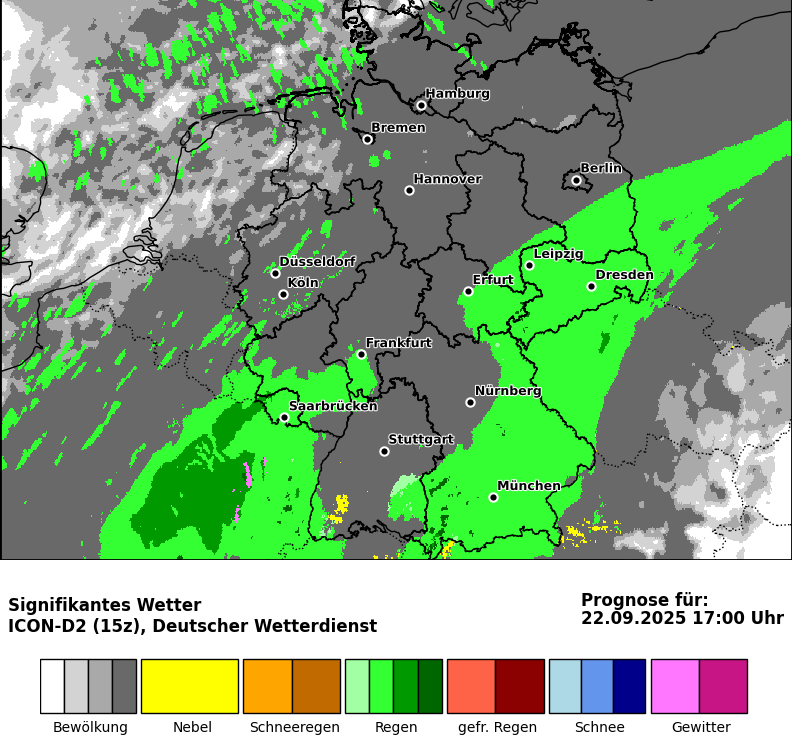 Hamburg
Bremen
Berlin
Hannover
Leipzig
Düsseldorf
Dresden
Köln
Erfurt
Frankfurt
Nürnberg
Saarbrücken
Stuttgart
München
Signifikantes Wetter
ICON-D2 (15z), Deutscher Wetterdienst
Prognose für:
22.09.2025 17:00 Uhr
Bewölkung Nebel Schneeregen Regen gefr. Regen Schnee Gewitter